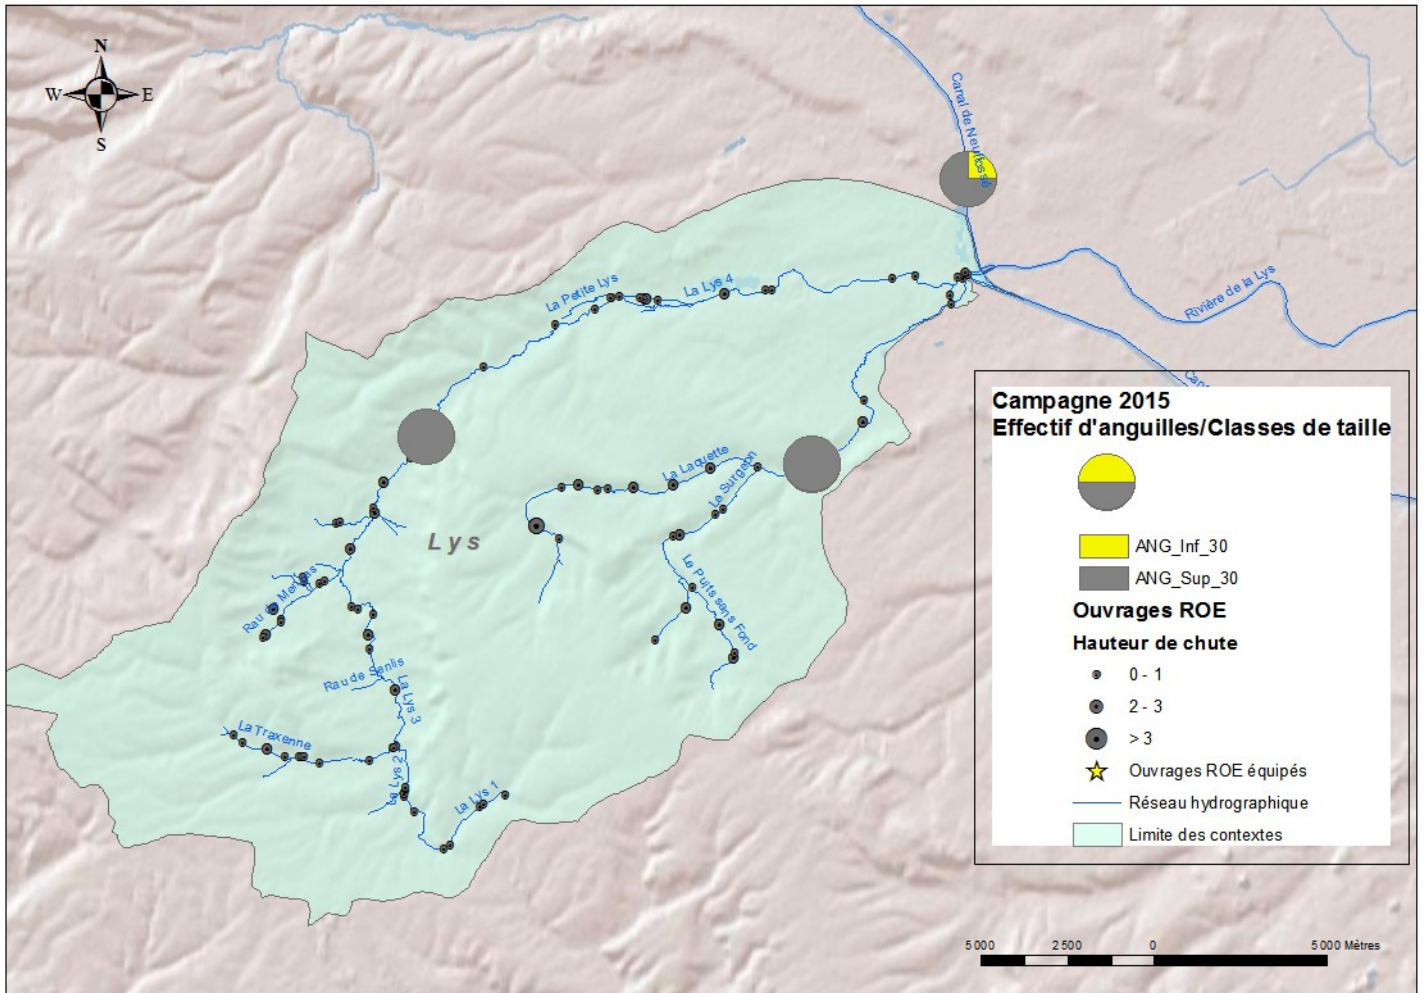 N
W
E
S
Canal de Neuffossé
La Petite Lys
La Lys 4
Rivière de la Lys
La Laquette
Le Surgeon
Lys
Le Puits sans Fond
Rau de Senlis
La Lys 3
La Traxenne
La Lys 2
La Lys 1
Campagne 2015
Effectif d'anguilles/Classes de taille
ANG_Inf_30
ANG_Sup_30
Ouvrages ROE
Hauteur de chute
0 - 1
2 - 3
> 3
Ouvrages ROE équipés
Réseau hydrographique
Limite des contextes
5 000 2 500 0 5 000 Mètres